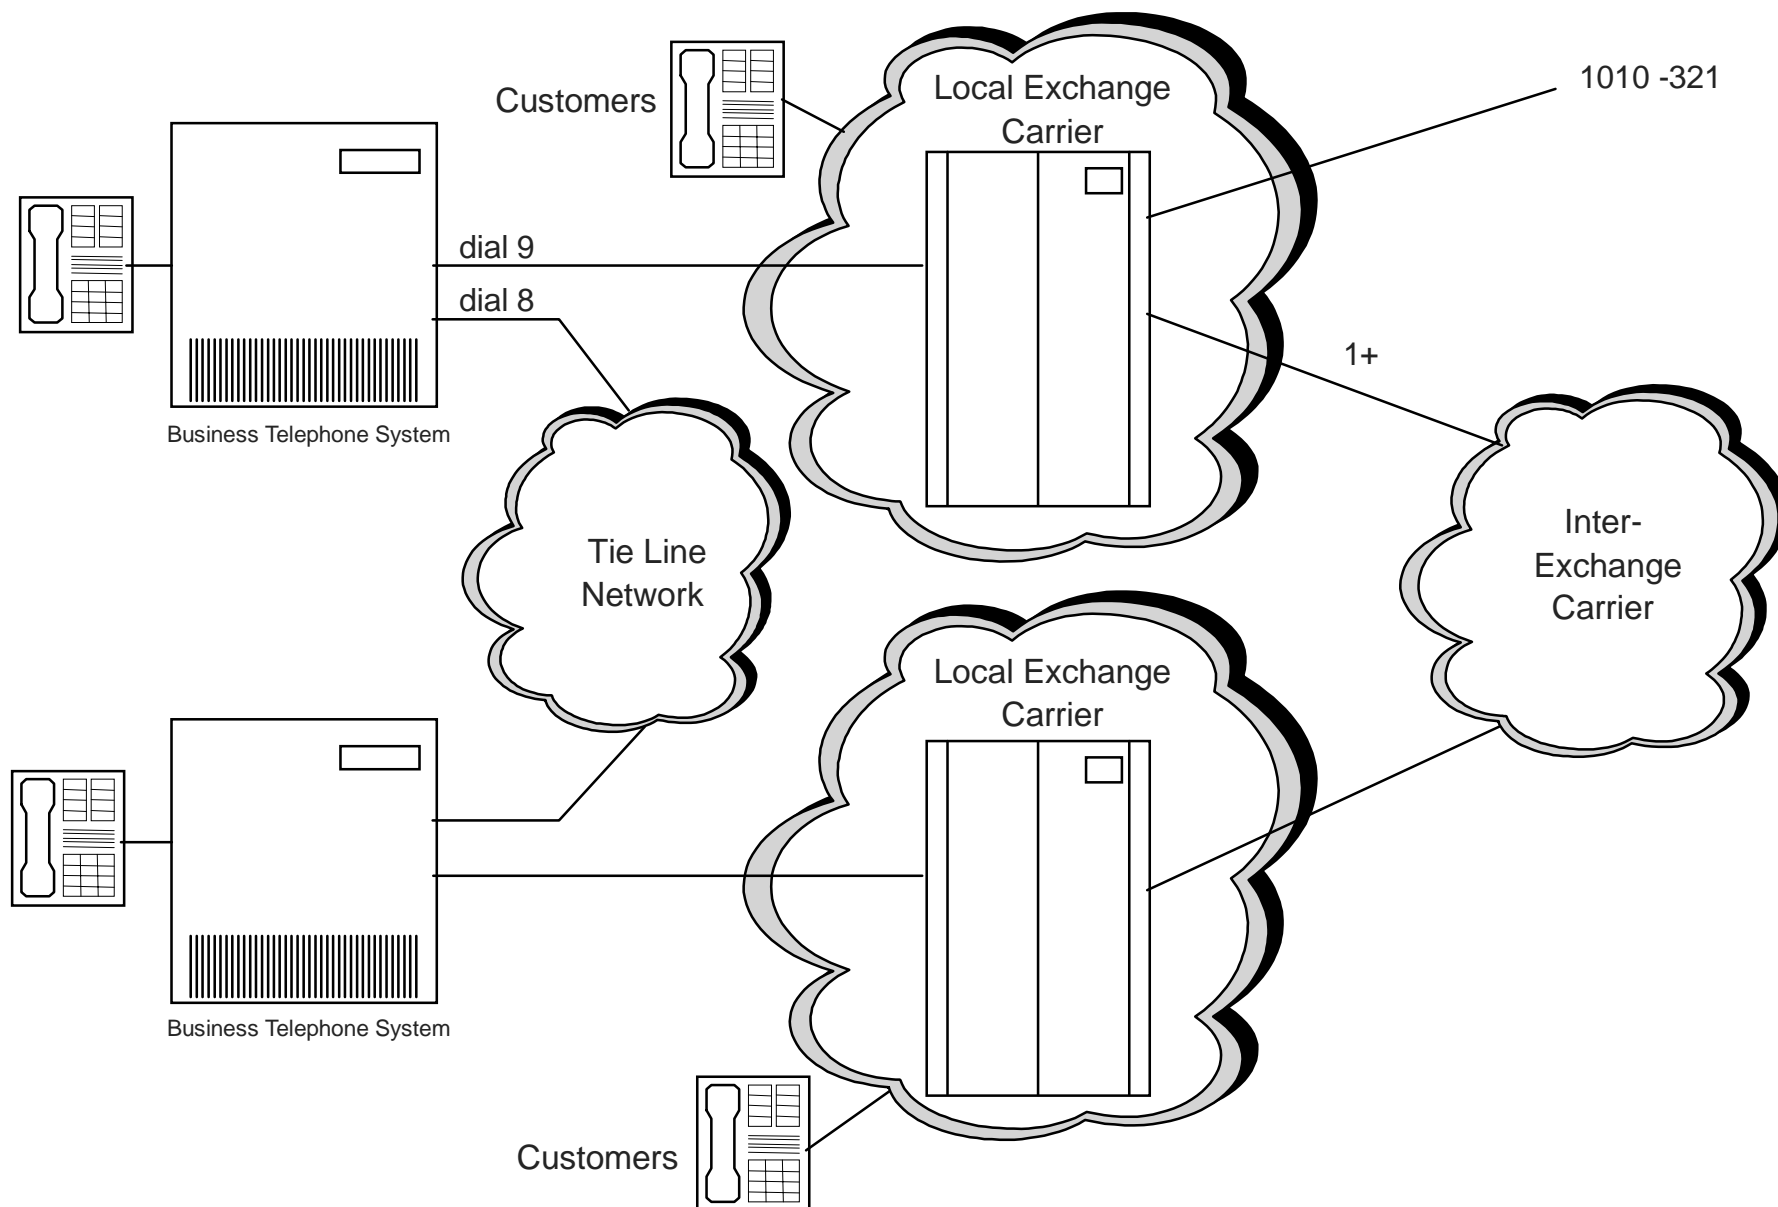 1010 -321
Customers
Local Exchange
Carrier
dial 9
dial 8
1+
Business Telephone System
Tie Line
Network
Inter-
Exchange
Carrier
Local Exchange
Carrier
Business Telephone System
Customers